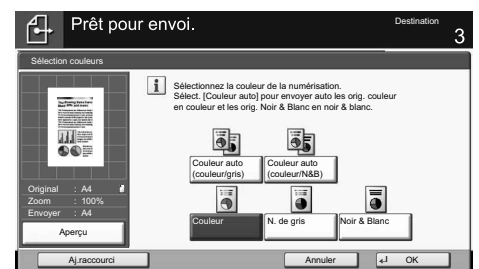 Prêt pour envoi.
Destination
3
Sélection couleurs
Sélectionnez la couleur de la numérisation.
Sélect. [Couleur auto] pour envoyer auto les orig. couleur
en couleur et les orig. Noir & Blanc en noir & blanc.
Couleur auto
(couleur/gris)
Couleur auto
(couleur/N&B)
Couleur
N. de gris
Noir & Blanc
Original : A4
Zoom : 100%
Envoyer : A4
Aperçu
Aj.raccourci
Annuler
OK